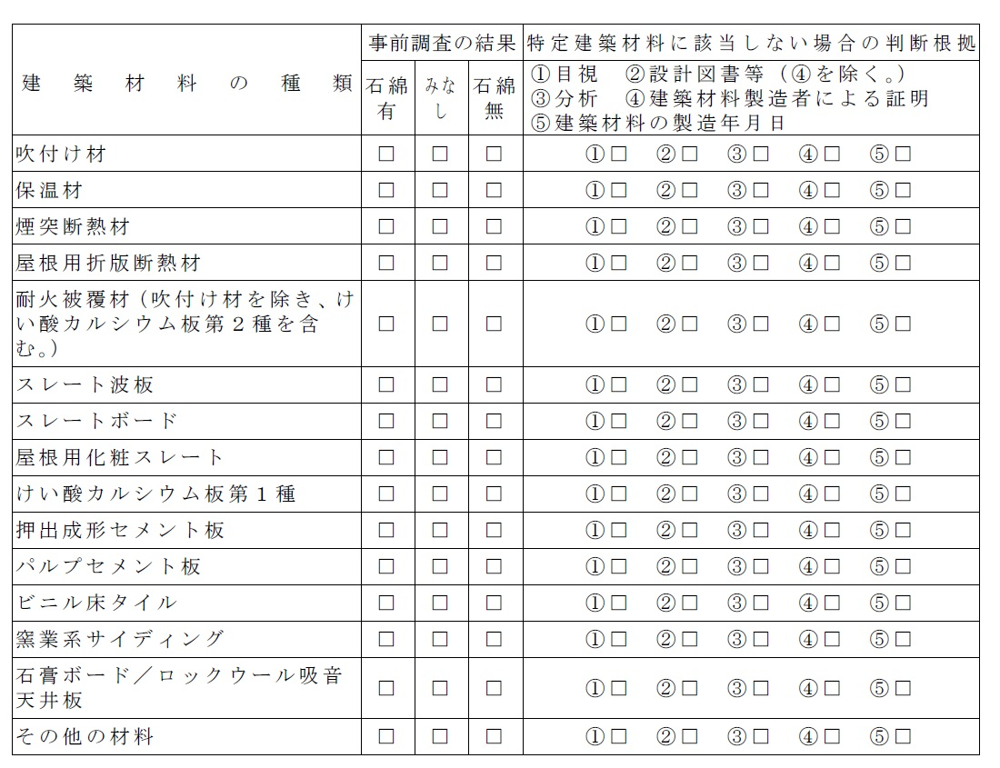 事前調査の結果 特定建築材料に該当しない場合の判断根拠
建築材料の種類 石綿有 みなし 石綿無 ①目視　②設計図書等（④を除く。）
③分析　④建築材料製造者による証明
⑤建築材料の製造年月日
吹付け材 □ □ □ ①□ ②□ ③□ ④□ ⑤□
保温材 □ □ □ ①□ ②□ ③□ ④□ ⑤□
煙突断熱材 □ □ □ ①□ ②□ ③□ ④□ ⑤□
屋根用折版断熱材 □ □ □ ①□ ②□ ③□ ④□ ⑤□
耐火被覆材（吹付け材を除き、け
い酸カルシウム板第２種を含
む。） □ □ □ ①□ ②□ ③□ ④□ ⑤□
スレート波板 □ □ □ ①□ ②□ ③□ ④□ ⑤□
スレートボード □ □ □ ①□ ②□ ③□ ④□ ⑤□
屋根用化粧スレート □ □ □ ①□ ②□ ③□ ④□ ⑤□
けい酸カルシウム板第１種 □ □ □ ①□ ②□ ③□ ④□ ⑤□
押出成形セメント板 □ □ □ ①□ ②□ ③□ ④□ ⑤□
パルプセメント板 □ □ □ ①□ ②□ ③□ ④□ ⑤□
ビニル床タイル □ □ □ ①□ ②□ ③□ ④□ ⑤□
窯業系サイディング □ □ □ ①□ ②□ ③□ ④□ ⑤□
石膏ボード／ロックウール吸音
天井板 □ □ □ ①□ ②□ ③□ ④□ ⑤□
その他の材料 □ □ □ ①□ ②□ ③□ ④□ ⑤□